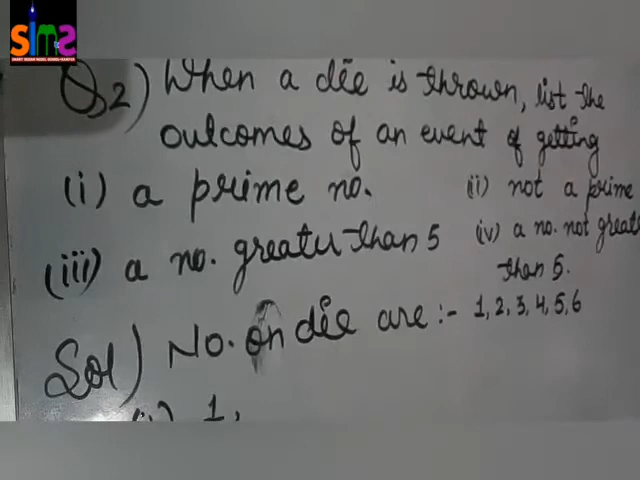 SimS
Q.2) When a die is thrown, list the
outcomes of an event of getting
(i) a prime no. (ii) not a prime
(iii) a no. greater than 5 (iv) a no. not great
than 5.
Sol) No. on die are :- 1, 2, 3, 4, 5, 6
(i) 1,